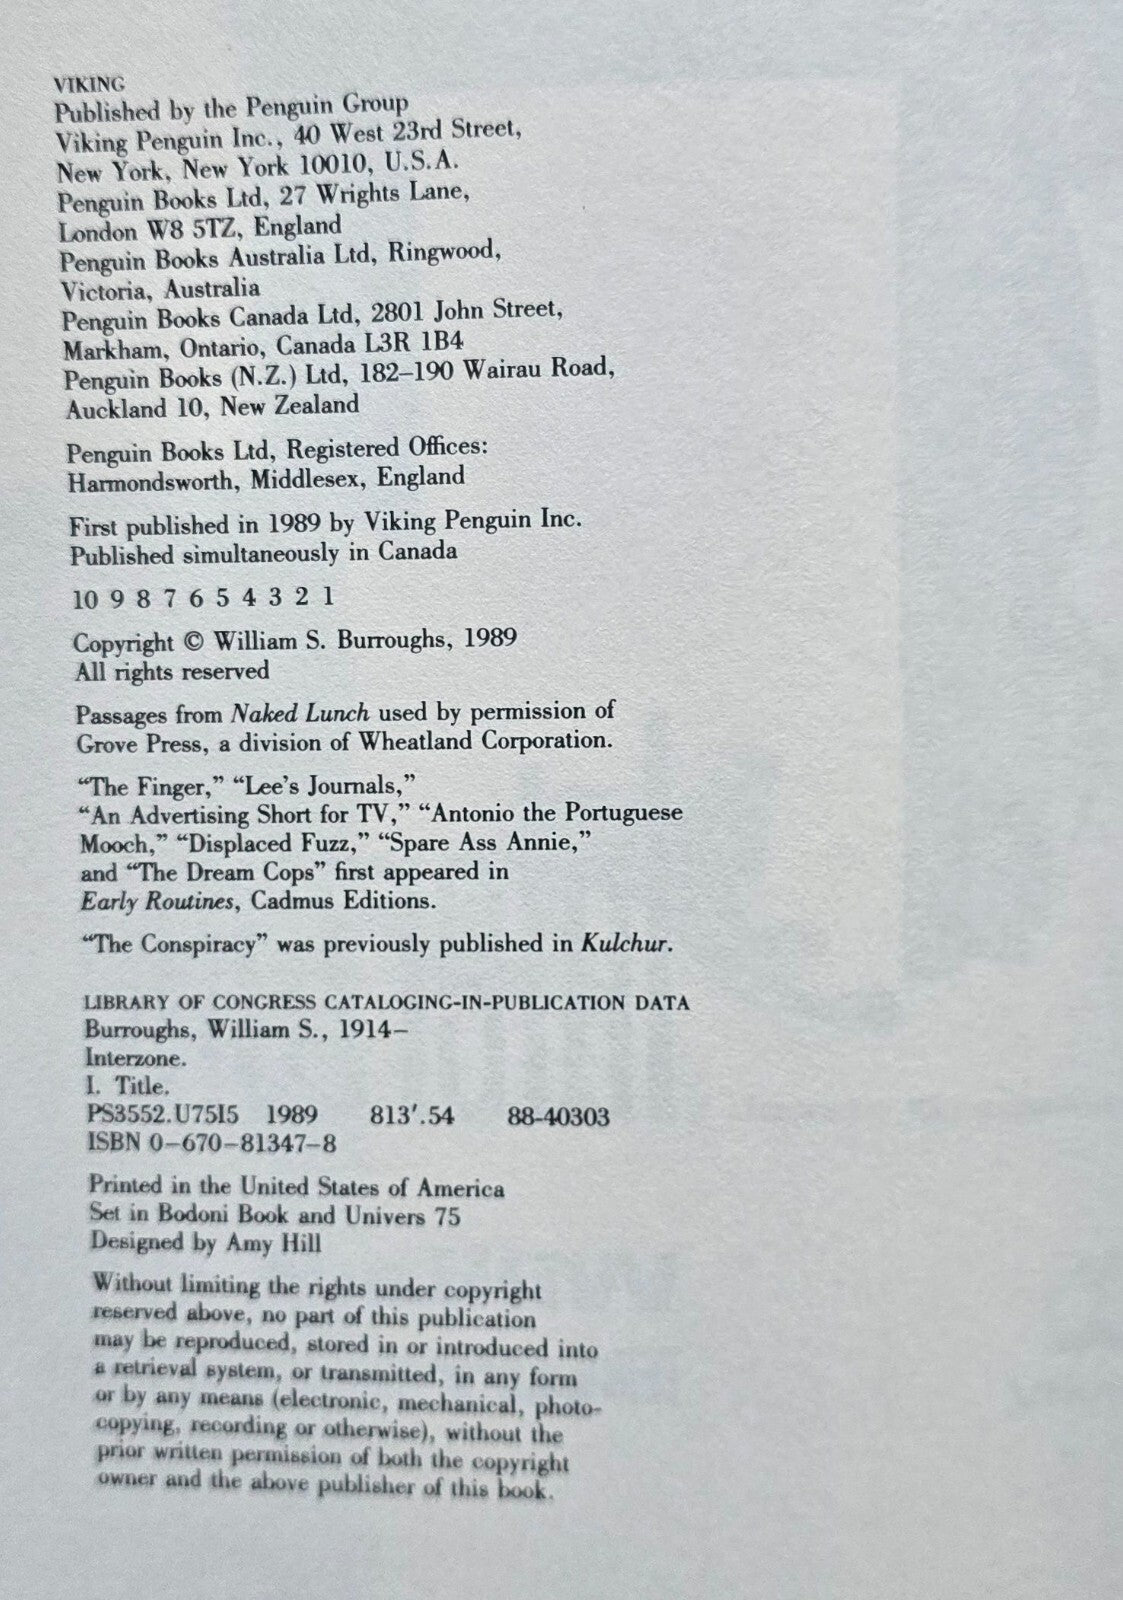 VIKING
Published by the Penguin Group
Viking Penguin Inc., 40 West 23rd Street,
New York, New York 10010, U.S.A.
Penguin Books Ltd, 27 Wrights Lane,
London W8 5TZ, England
Penguin Books Australia Ltd, Ringwood,
Victoria, Australia
Penguin Books Canada Ltd, 2801 John Street,
Markham, Ontario, Canada L3R 1B4
Penguin Books (N.Z.) Ltd, 182–190 Wairau Road,
Auckland 10, New Zealand
Penguin Books Ltd, Registered Offices:
Harmondsworth, Middlesex, England
First published in 1989 by Viking Penguin Inc.
Published simultaneously in Canada
10 9 8 7 6 5 4 3 2 1
Copyright © William S. Burroughs, 1989
All rights reserved
Passages from Naked Lunch used by permission of
Grove Press, a division of Wheatland Corporation.
“The Finger,” “Lee’s Journals,”
“An Advertising Short for TV,” “Antonio the Portuguese
Mooch,” “Displaced Fuzz,” “Spare Ass Annie,”
and “The Dream Cops” first appeared in
Early Routines, Cadmus Editions.
“The Conspiracy” was previously published in Kulchur.
LIBRARY OF CONGRESS CATALOGING-IN-PUBLICATION DATA
Burroughs, William S., 1914–
Interzone.
I. Title.
PS3552.U75I5 1989 813′.54 88-40303
ISBN 0–670–81347–8
Printed in the United States of America
Set in Bodoni Book and Univers 75
Designed by Amy Hill
Without limiting the rights under copyright
reserved above, no part of this publication
may be reproduced, stored in or introduced into
a retrieval system, or transmitted, in any form
or by any means (electronic, mechanical, photo-
copying, recording or otherwise), without the
prior written permission of both the copyright
owner and the above publisher of this book.